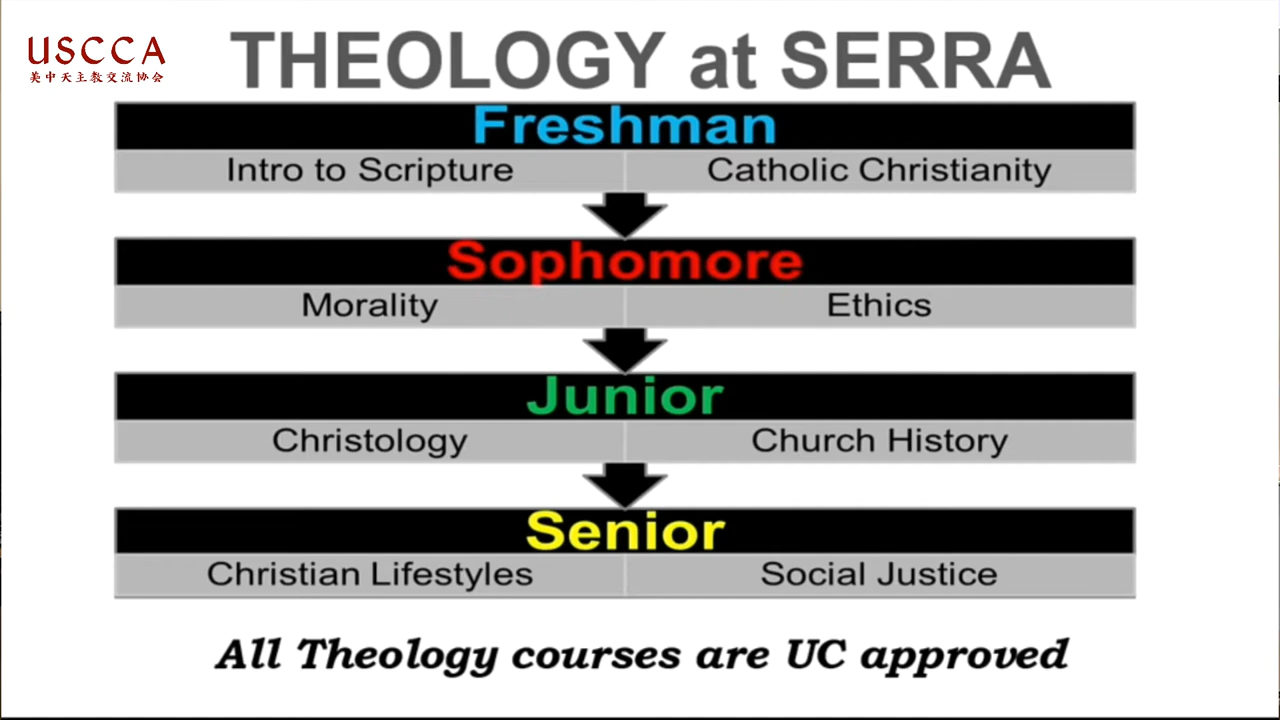 USCCA
美中天主教交流协会
THEOLOGY at SERRA
Freshman
Intro to Scripture Catholic Christianity
Sophomore
Morality Ethics
Junior
Christology Church History
Senior
Christian Lifestyles Social Justice
All Theology courses are UC approved